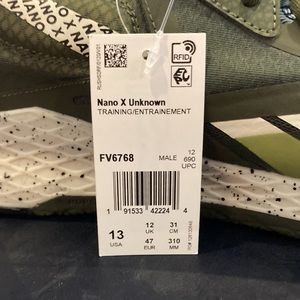 NANO X NANO X
RFID
Nano X Unknown
TRAINING/ENTRAINEMENT
FV6768
MALE
12
690
UPC
1 91533 42224 4
13
USA
12
UK
31
CM
47
EUR
310
MM